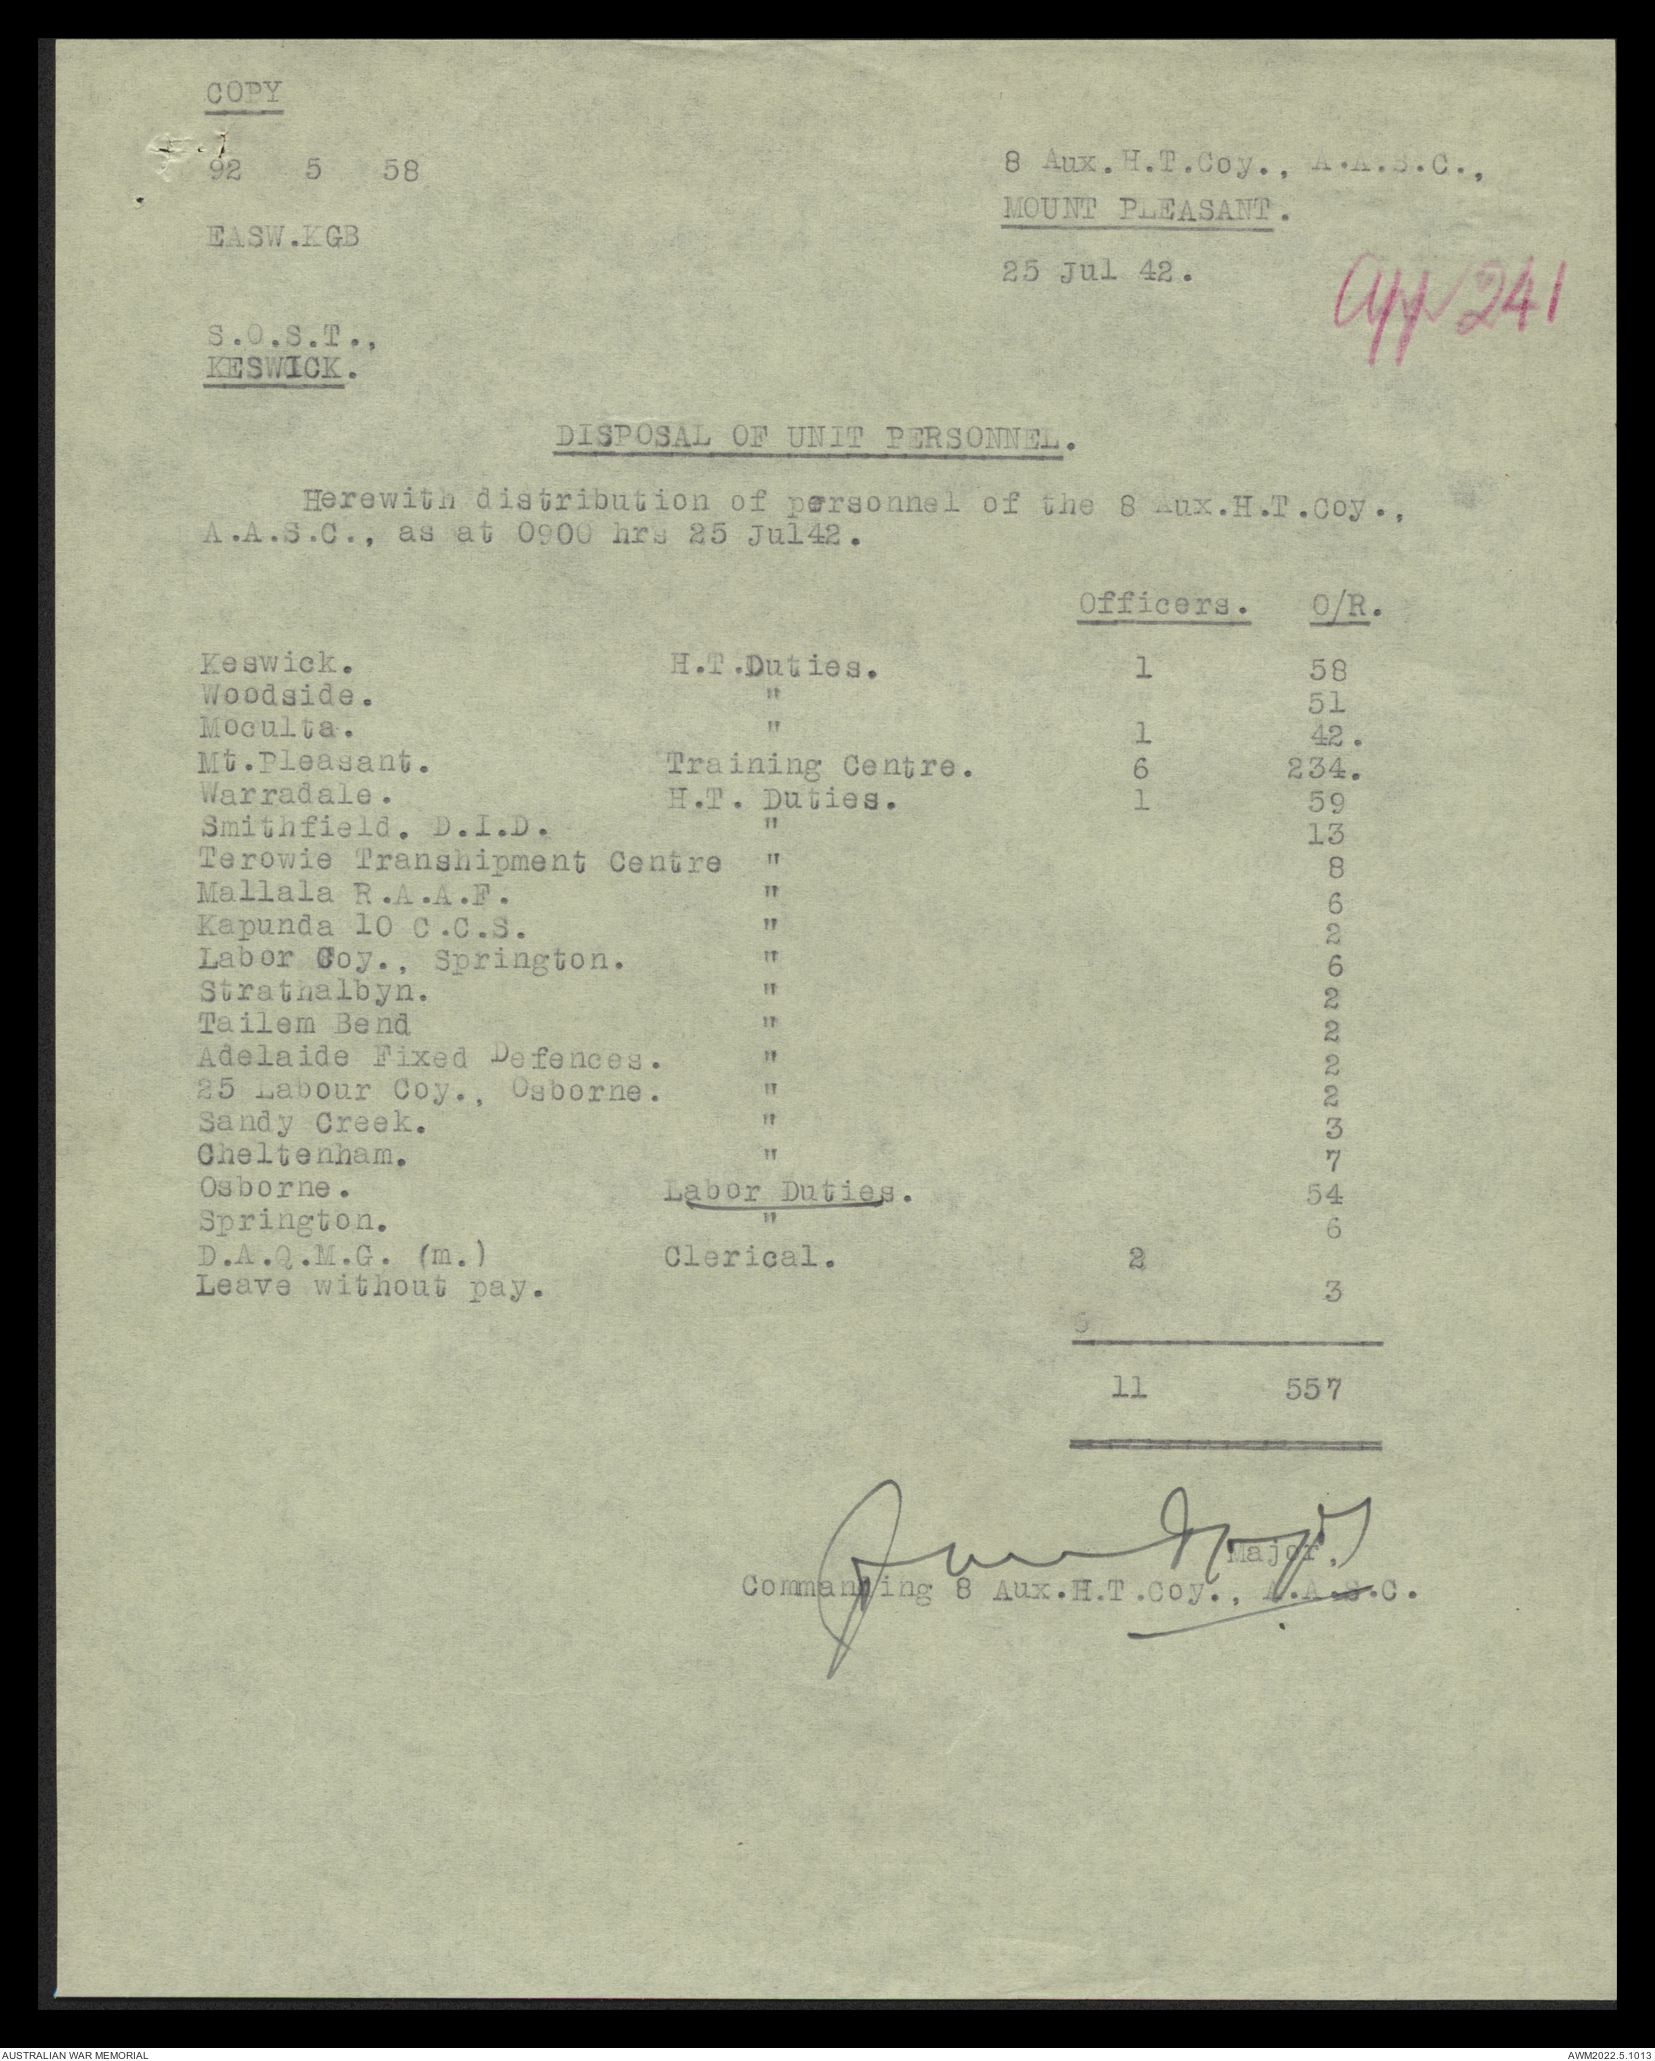 COPY
92 5 58
8 Aux.H.T.Coy., A.A.S.C.,
MOUNT PLEASANT.
EASW.KGB
25 Jul 42.
App 241
S.O.S.T.,
KESWICK.
DISPOSAL OF UNIT PERSONNEL.
Herewith distribution of personnel of the 8 Aux.H.T.Coy.,
A.A.S.C., as at 0900 hrs 25 Jul42.
Officers. O/R.
Keswick. H.T.Duties. 1 58
Woodside. " 51
Moculta. " 1 42.
Mt.Pleasant. Training Centre. 6 234.
Warradale. H.T. Duties. 1 59
Smithfield. D.I.D. " 13
Terowie Transhipment Centre " 8
Mallala R.A.A.F. " 6
Kapunda 10 C.C.S. " 2
Labor Coy., Springton. " 6
Strathalbyn. " 2
Tailem Bend " 2
Adelaide Fixed Defences. " 2
25 Labour Coy., Osborne. " 2
Sandy Creek. " 3
Cheltenham. " 7
Osborne. Labor Duties. 54
Springton. " 6
D.A.Q.M.G. (m.) Clerical. 2
Leave without pay. 3
9
11 557
Major.
Commanding 8 Aux.H.T.Coy., A.A.S.C.
AUSTRALIAN WAR MEMORIAL
AWM2022.5.1013